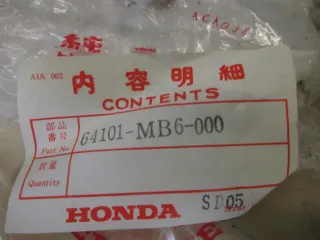 AIA 002
内容明細
CONTENTS
部品
番号
Part No
64101-MB6-000
数量
Quantity
HONDA
SD05